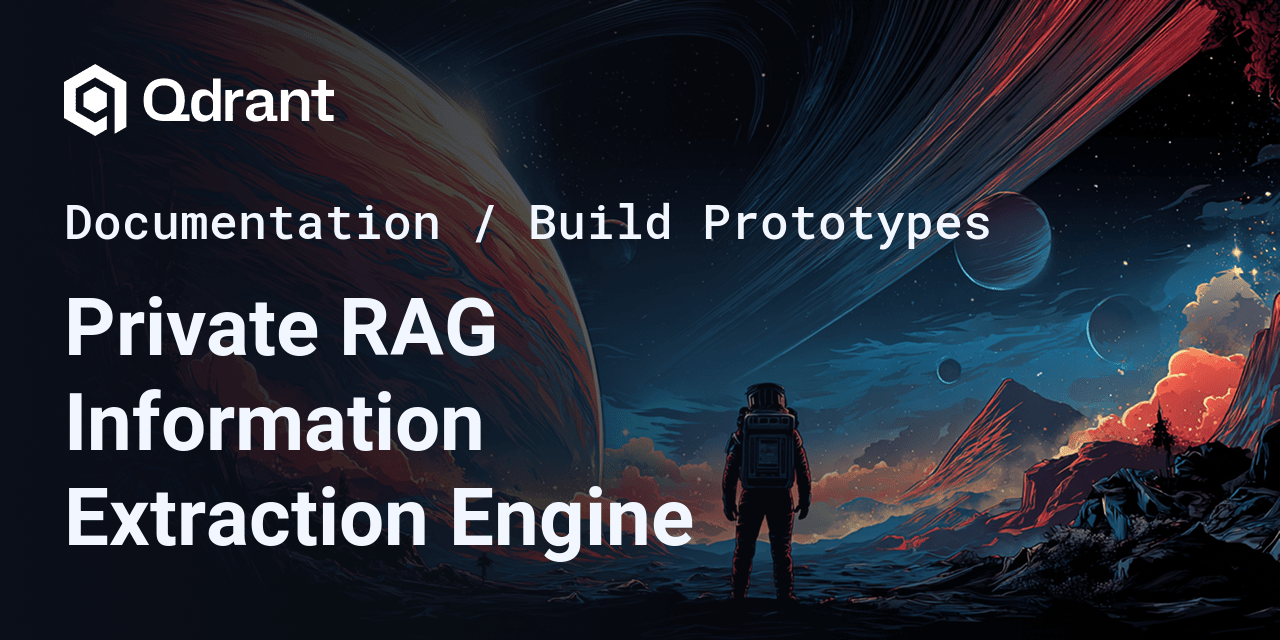 Qdrant
Documentation / Build Prototypes
Private RAG
Information
Extraction Engine